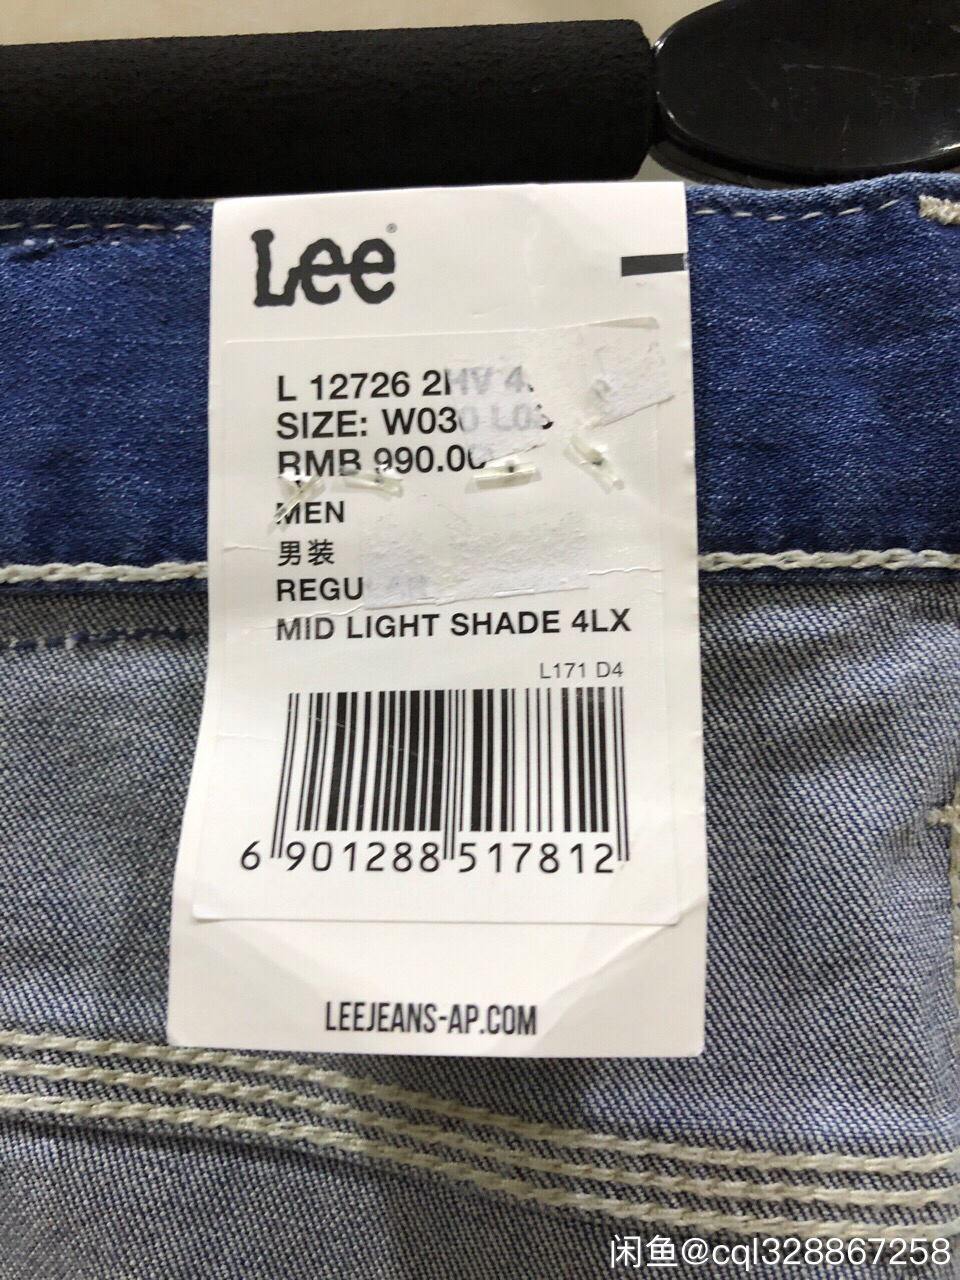 Lee®
L 12726 2HV 4
SIZE: W030 L03
RMB 990.00
MEN
男装
REGULAR
MID LIGHT SHADE 4LX
L171 D4
6 901288 517812
LEEJEANS-AP.COM
闲鱼@cql328867258